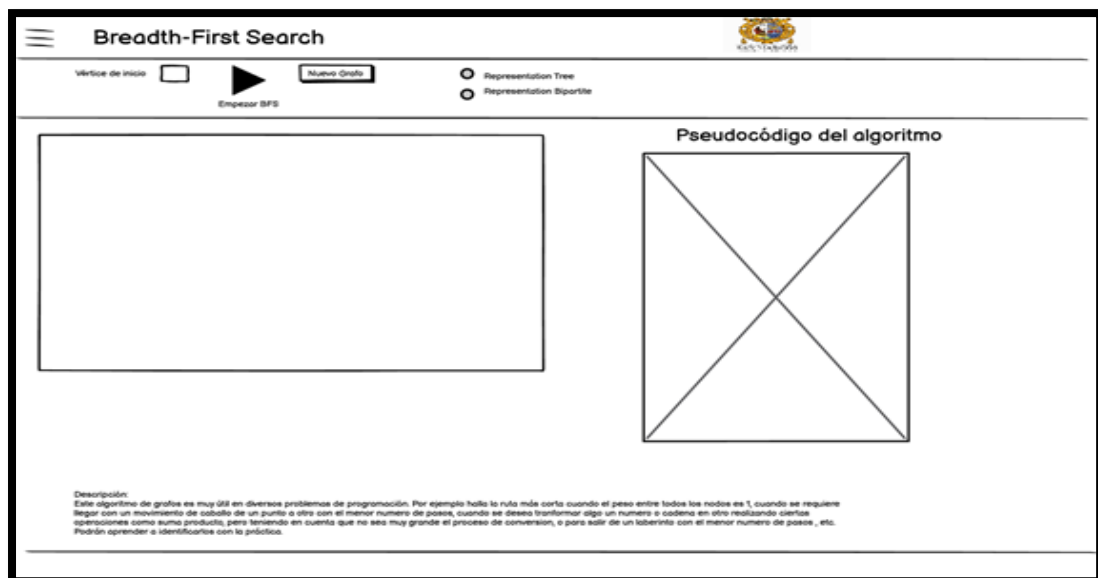 Breadth-First Search
Vértice de inicio
Nuevo Grafo
Empezar BFS
Representation Tree
Representation Bipartite
Pseudocódigo del algoritmo
Descripción:
Este algoritmo de grafos es muy útil en diversos problemas de programación. Por ejemplo halla la ruta más corta cuando el peso entre todos los nodos es 1, cuando se requiere
llegar con un movimiento de caballo de un punto a otro con el menor numero de pasos, cuando se desea tranformar algo un numero o cadena en otro realizando ciertas
operaciones como suma producto, pero teniendo en cuenta que no sea muy grande el proceso de conversion, o para salir de un laberinto con el menor numero de pasos , etc.
Podrán aprender a identificarlos con la práctica.